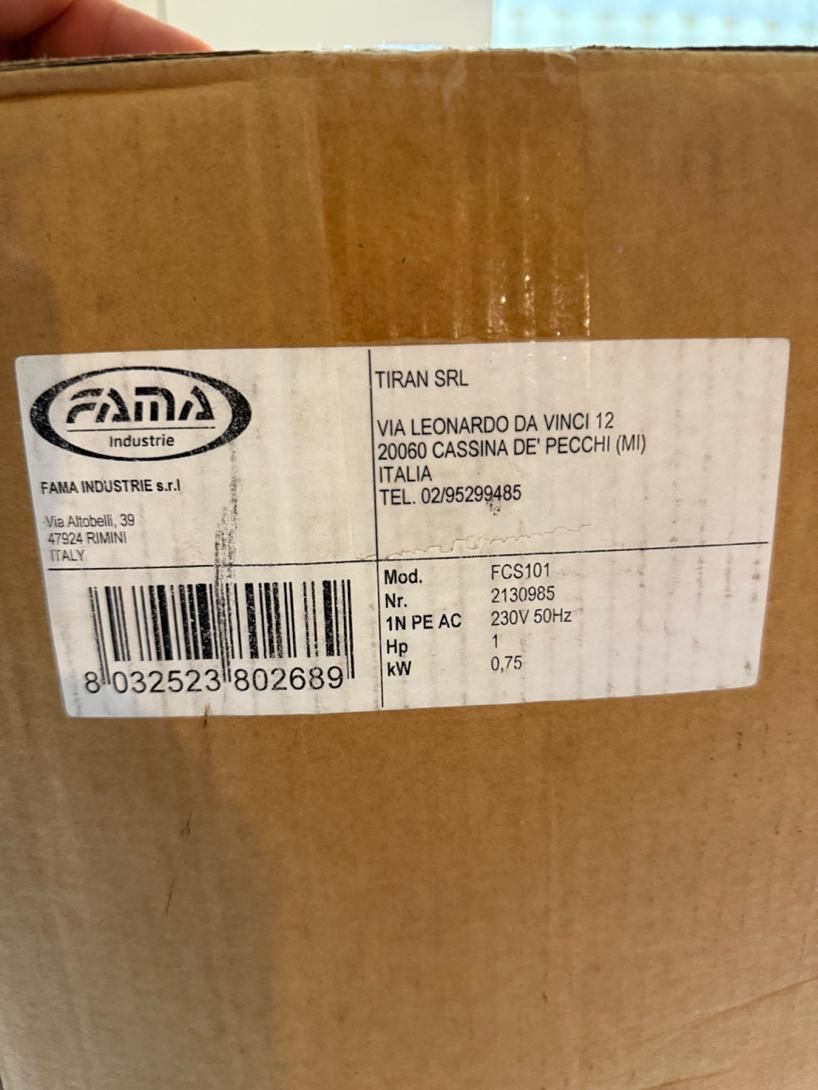 FAMA
Industrie
FAMA INDUSTRIE s.r.l
Via Altobelli, 39
47924 RIMINI
ITALY
TIRAN SRL
VIA LEONARDO DA VINCI 12
20060 CASSINA DE' PECCHI (MI)
ITALIA
TEL. 02/95299485
8 032523 802689
Mod. FCS101
Nr. 2130985
1N PE AC 230V 50Hz
Hp 1
kW 0,75